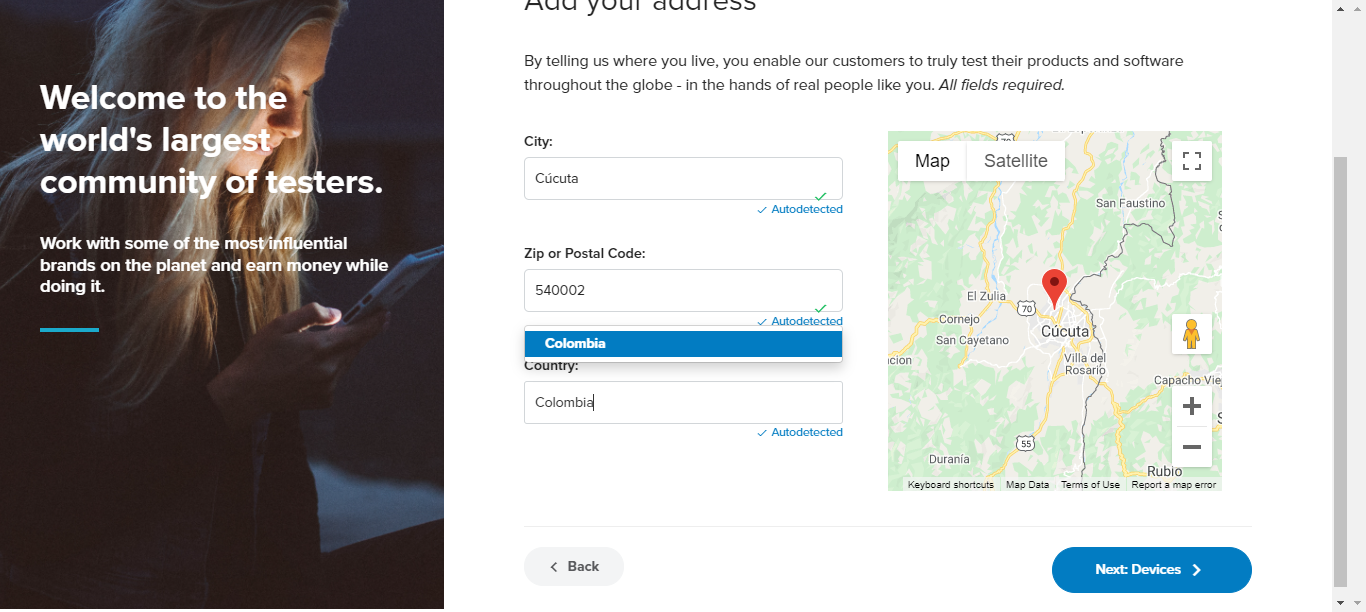 Add your address
Welcome to the
world's largest
community of testers.
Work with some of the most influential
brands on the planet and earn money while
doing it.
By telling us where you live, you enable our customers to truly test their products and software
throughout the globe - in the hands of real people like you. All fields required.
City:
Cúcuta
Autodetected
Zip or Postal Code:
540002
Autodetected
Colombia
Country:
Colombia
Autodetected
Map
Satellite
San Faustino
El Zulia
70
Cornejo
Cúcuta
San Cayetano
Villa del
Rosario
Capacho Vie
55
Durania
Rubio
Keyboard shortcuts
Map Data
Terms of Use
Report a map error
Back
Next: Devices